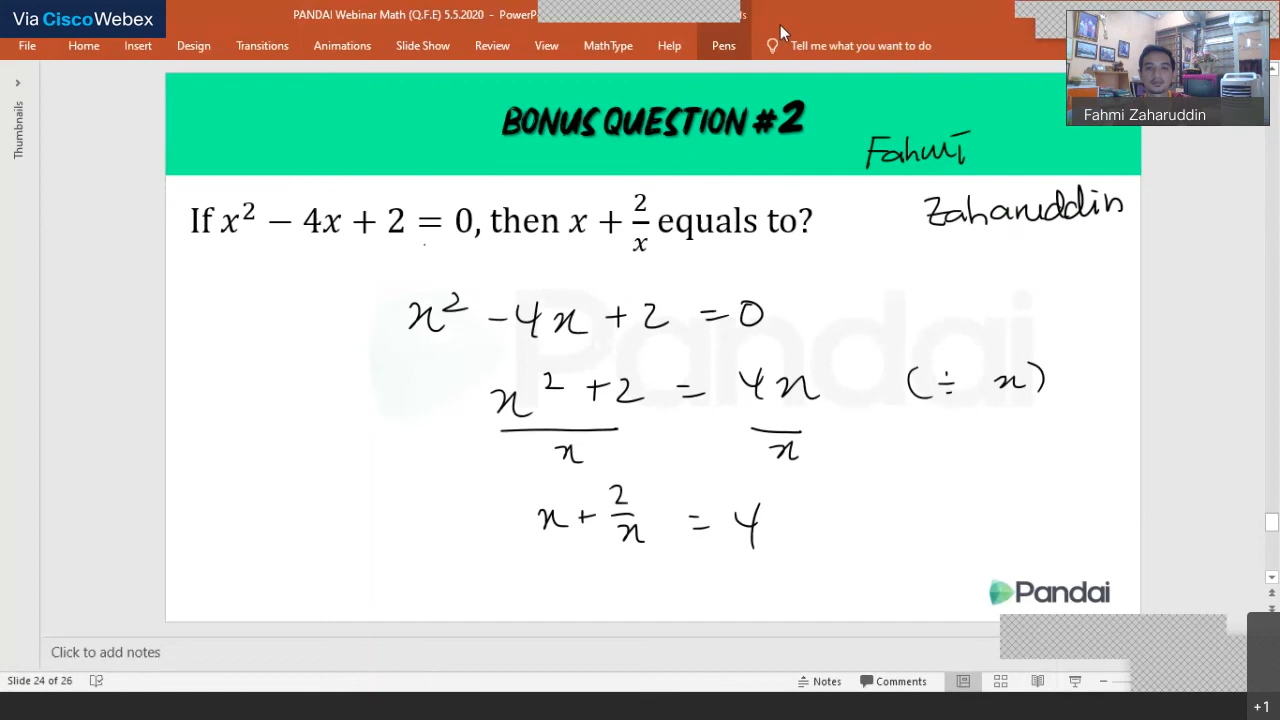 Via CiscoWebex
PANDAI Webinar Math (Q.F.E) 5.5.2020 - PowerP
File Home Insert Design Transitions Animations Slide Show Review View MathType Help Pens Tell me what you want to do
Fahmi Zaharuddin
Thumbnails
BONUS QUESTION #2
Fahmi
Zaharuddin
If x² − 4x + 2 = 0, then x + 2/x equals to?
Pandai
x² - 4x + 2 = 0
x² + 2 = 4x (÷ x)
x x
x + 2/x = 4
Pandai
Click to add notes
Slide 24 of 26 Notes Comments
+1